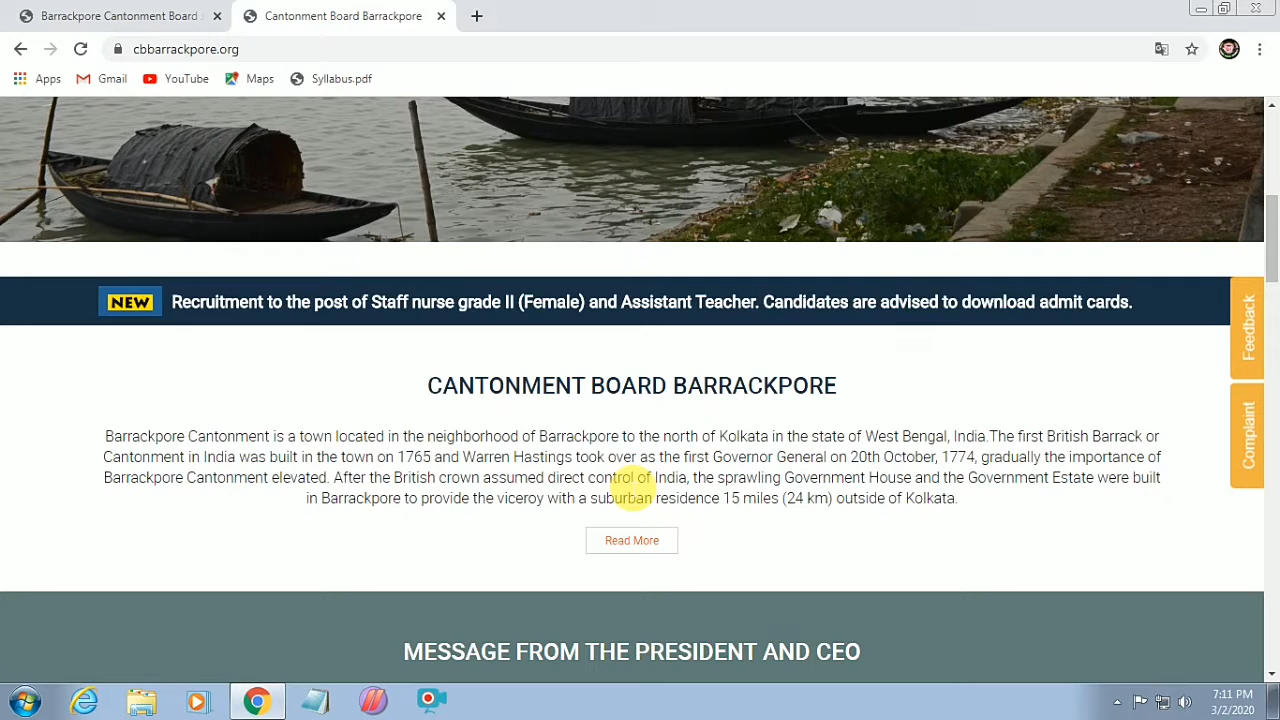 Barrackpore Cantonment Board
Cantonment Board Barrackpore
cbbarrackpore.org
Apps
Gmail
YouTube
Maps
Syllabus.pdf
NEW
Recruitment to the post of Staff nurse grade II (Female) and Assistant Teacher. Candidates are advised to download admit cards.
Feedback
CANTONMENT BOARD BARRACKPORE
Complaint
Barrackpore Cantonment is a town located in the neighborhood of Barrackpore to the north of Kolkata in the state of West Bengal, India.The first British Barrack or
Cantonment in India was built in the town on 1765 and Warren Hastings took over as the first Governor General on 20th October, 1774, gradually the importance of
Barrackpore Cantonment elevated. After the British crown assumed direct control of India, the sprawling Government House and the Government Estate were built
in Barrackpore to provide the viceroy with a suburban residence 15 miles (24 km) outside of Kolkata.
Read More
MESSAGE FROM THE PRESIDENT AND CEO
7:11 PM
3/2/2020